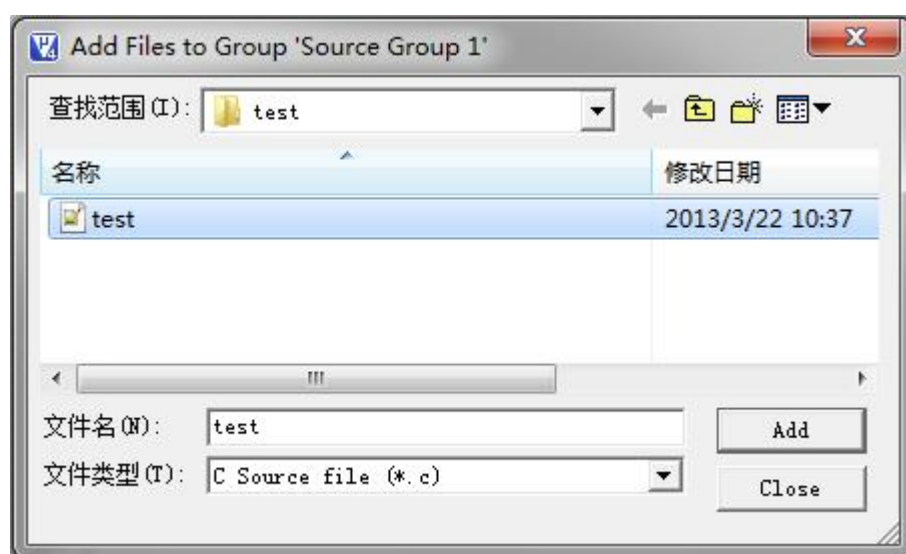 Add Files to Group 'Source Group 1'
查找范围(I): test
名称 修改日期
test 2013/3/22 10:37
文件名(N): test Add
文件类型(T): C Source file (*.c) Close